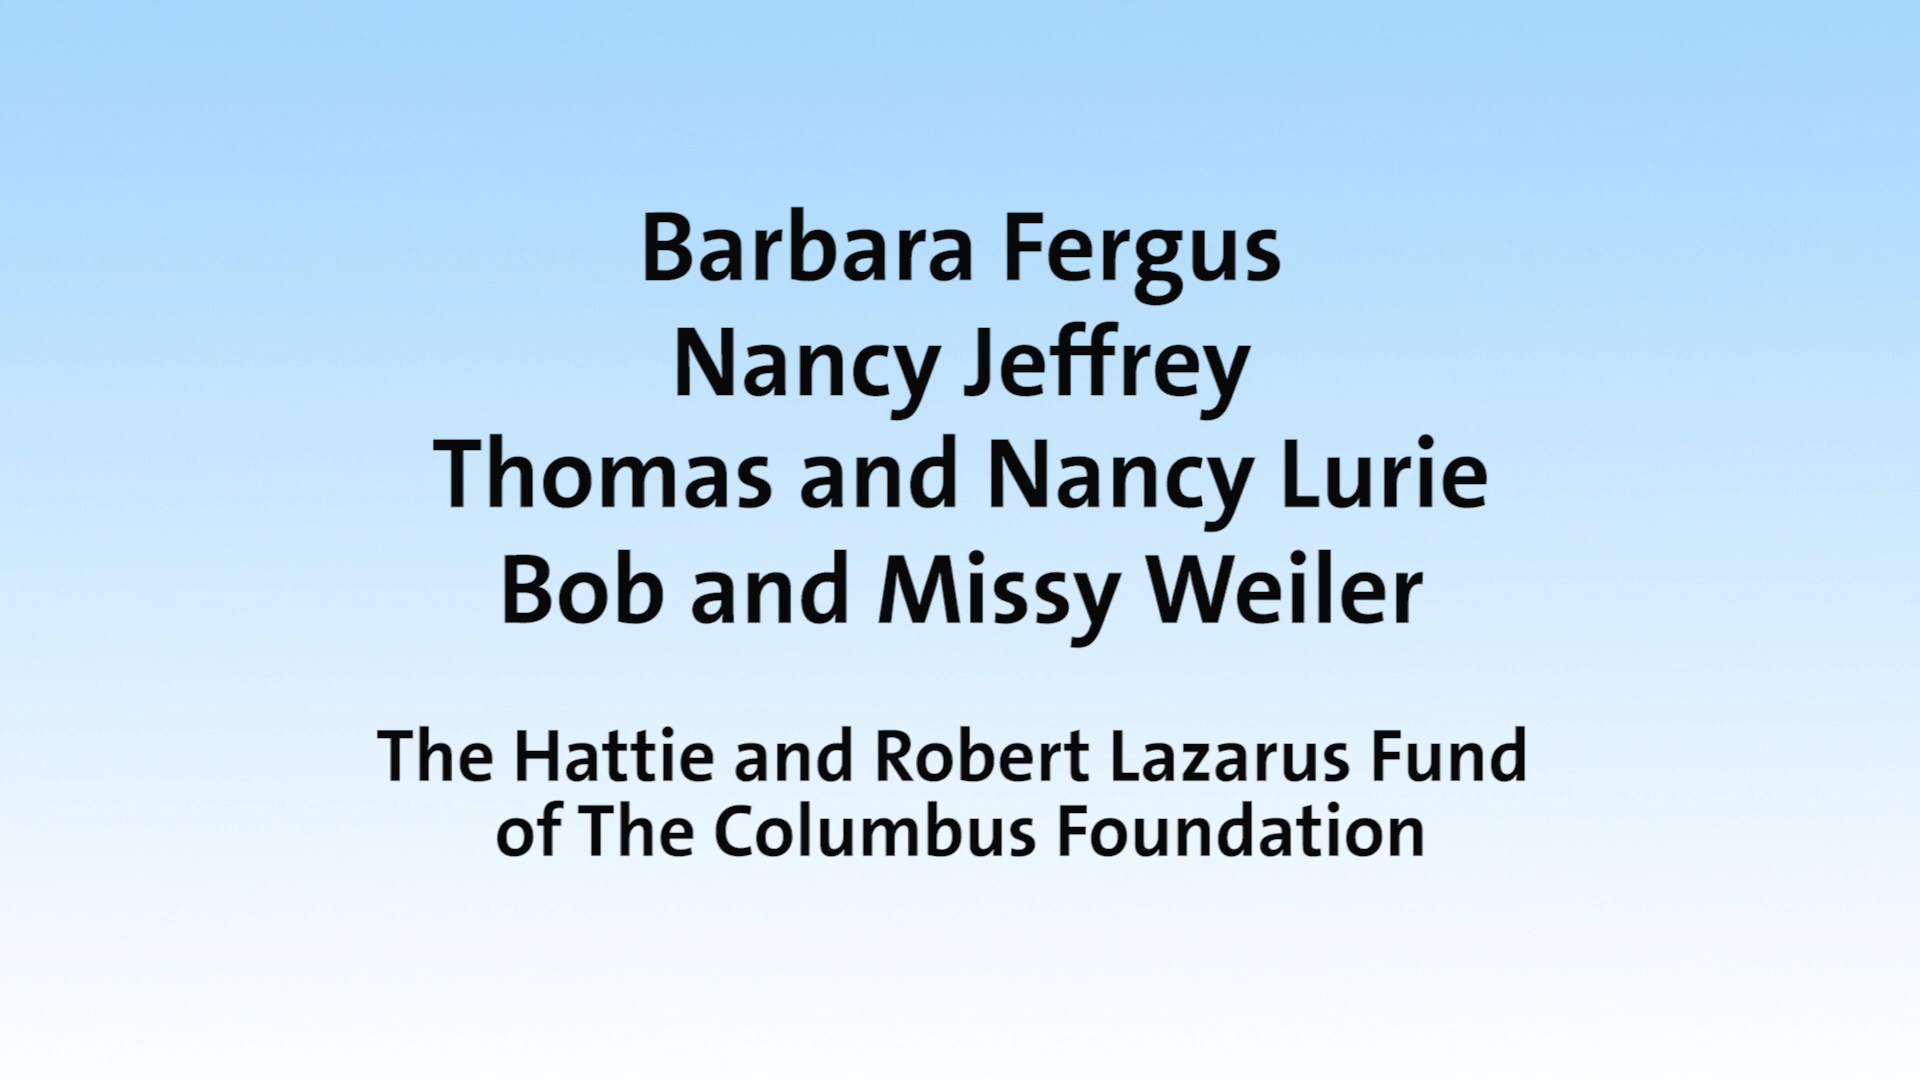 Barbara Fergus
Nancy Jeffrey
Thomas and Nancy Lurie
Bob and Missy Weiler
The Hattie and Robert Lazarus Fund
of The Columbus Foundation